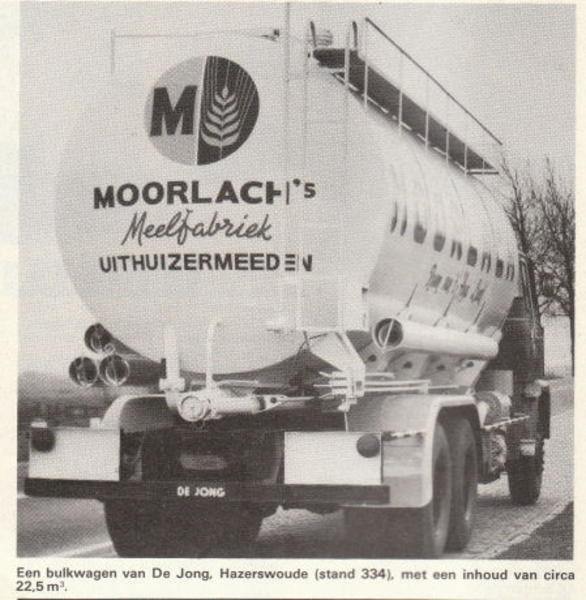 M
MOORLACH'S
Meelfabriek
UITHUIZERMEEDEN
DE JONG
Een bulkwagen van De Jong, Hazerswoude (stand 334), met een inhoud van circa
22,5 m³.